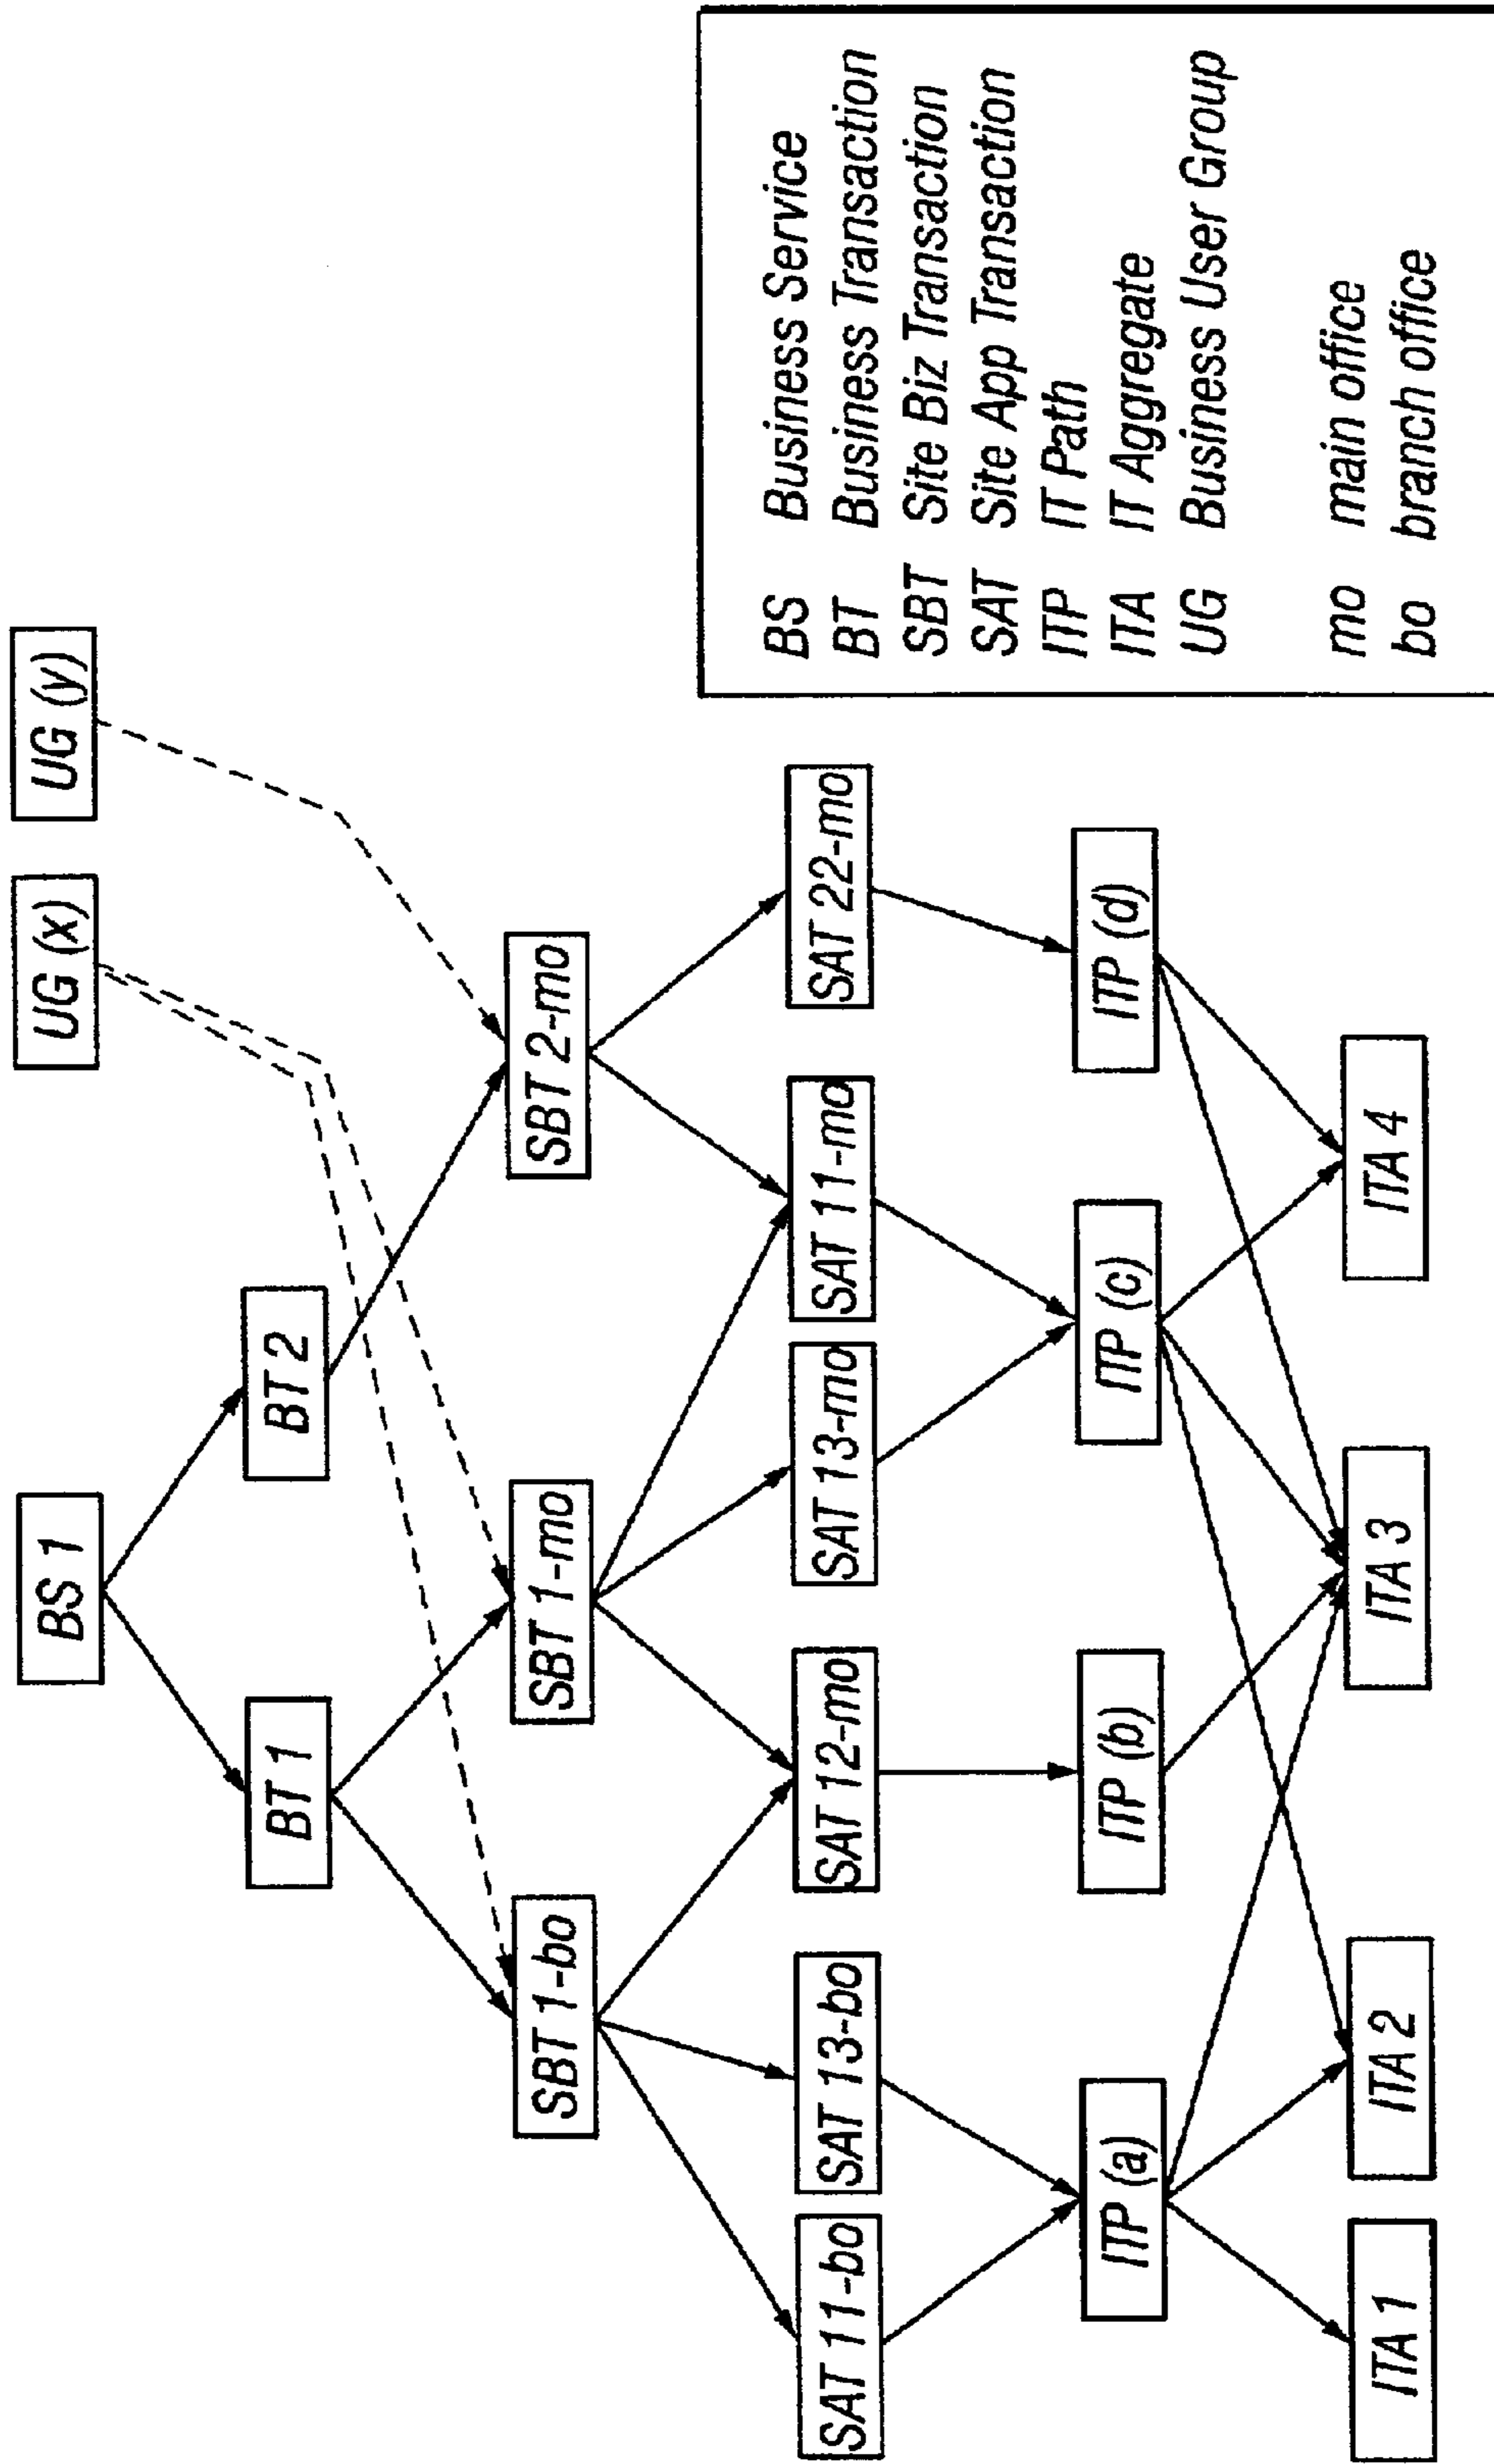 BS 1
UG (x)
UG (y)
BT 1
BT 2
SBT 1-bo
SBT 1-mo
SBT 2-mo
SAT 11-bo
SAT 13-bo
SAT 12-mo
SAT 13-mo
SAT 11-mo
SAT 22-mo
ITP (a)
ITP (b)
ITP (c)
ITP (d)
ITA 1
ITA 2
ITA 3
ITA 4
BS Business Service
BT Business Transaction
SBT Site Biz Transaction
SAT Site App Transaction
ITP IT Path
ITA IT Aggregate
UG Business User Group
mo main office
bo branch office